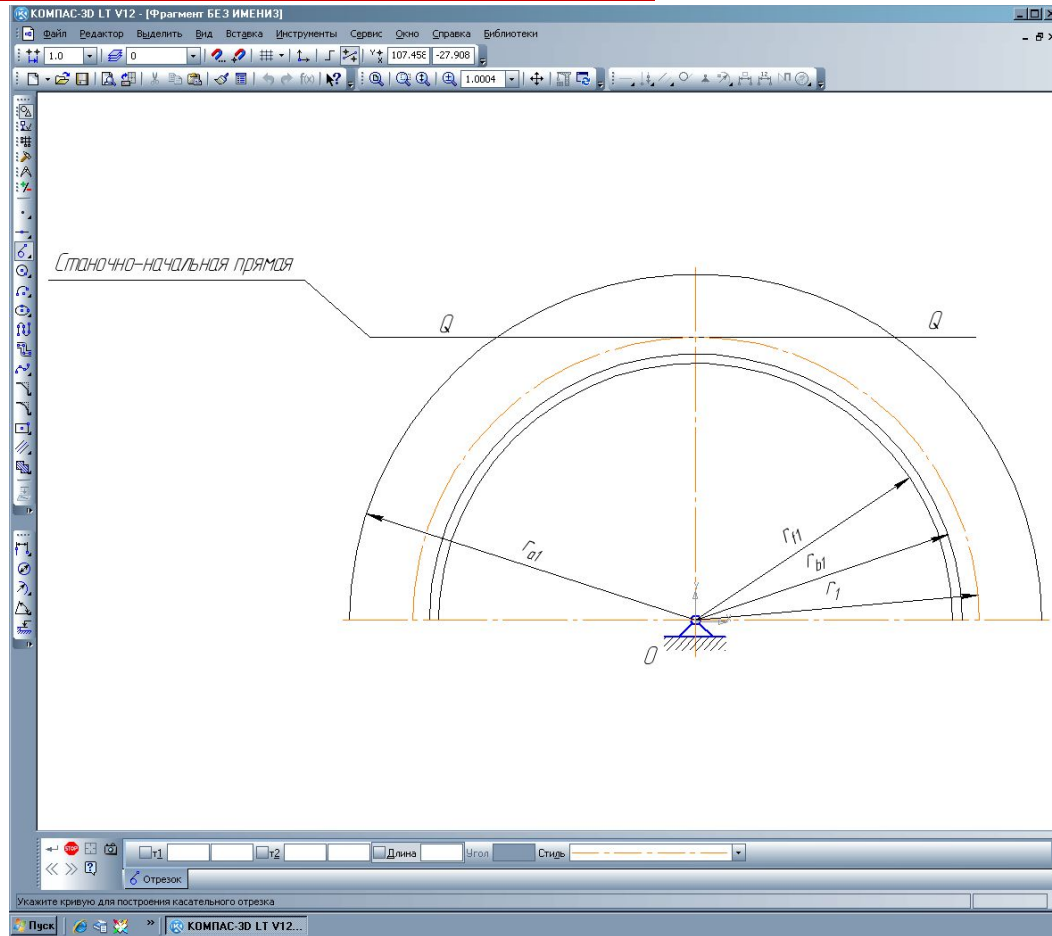 КОМПАС-3D LT V12 - [Фрагмент БЕЗ ИМЕНИ3]
Файл Редактор Выделить Вид Вставка Инструменты Сервис Окно Справка Библиотеки
1.0 0 107.458 -27.908
1.0004
Станочно-начальная прямая
Q Q
ra1
rf1
rb1
r1
O
т1 т2 Длина Угол Стиль
Отрезок
Укажите кривую для построения касательного отрезка
Пуск » КОМПАС-3D LT V12...